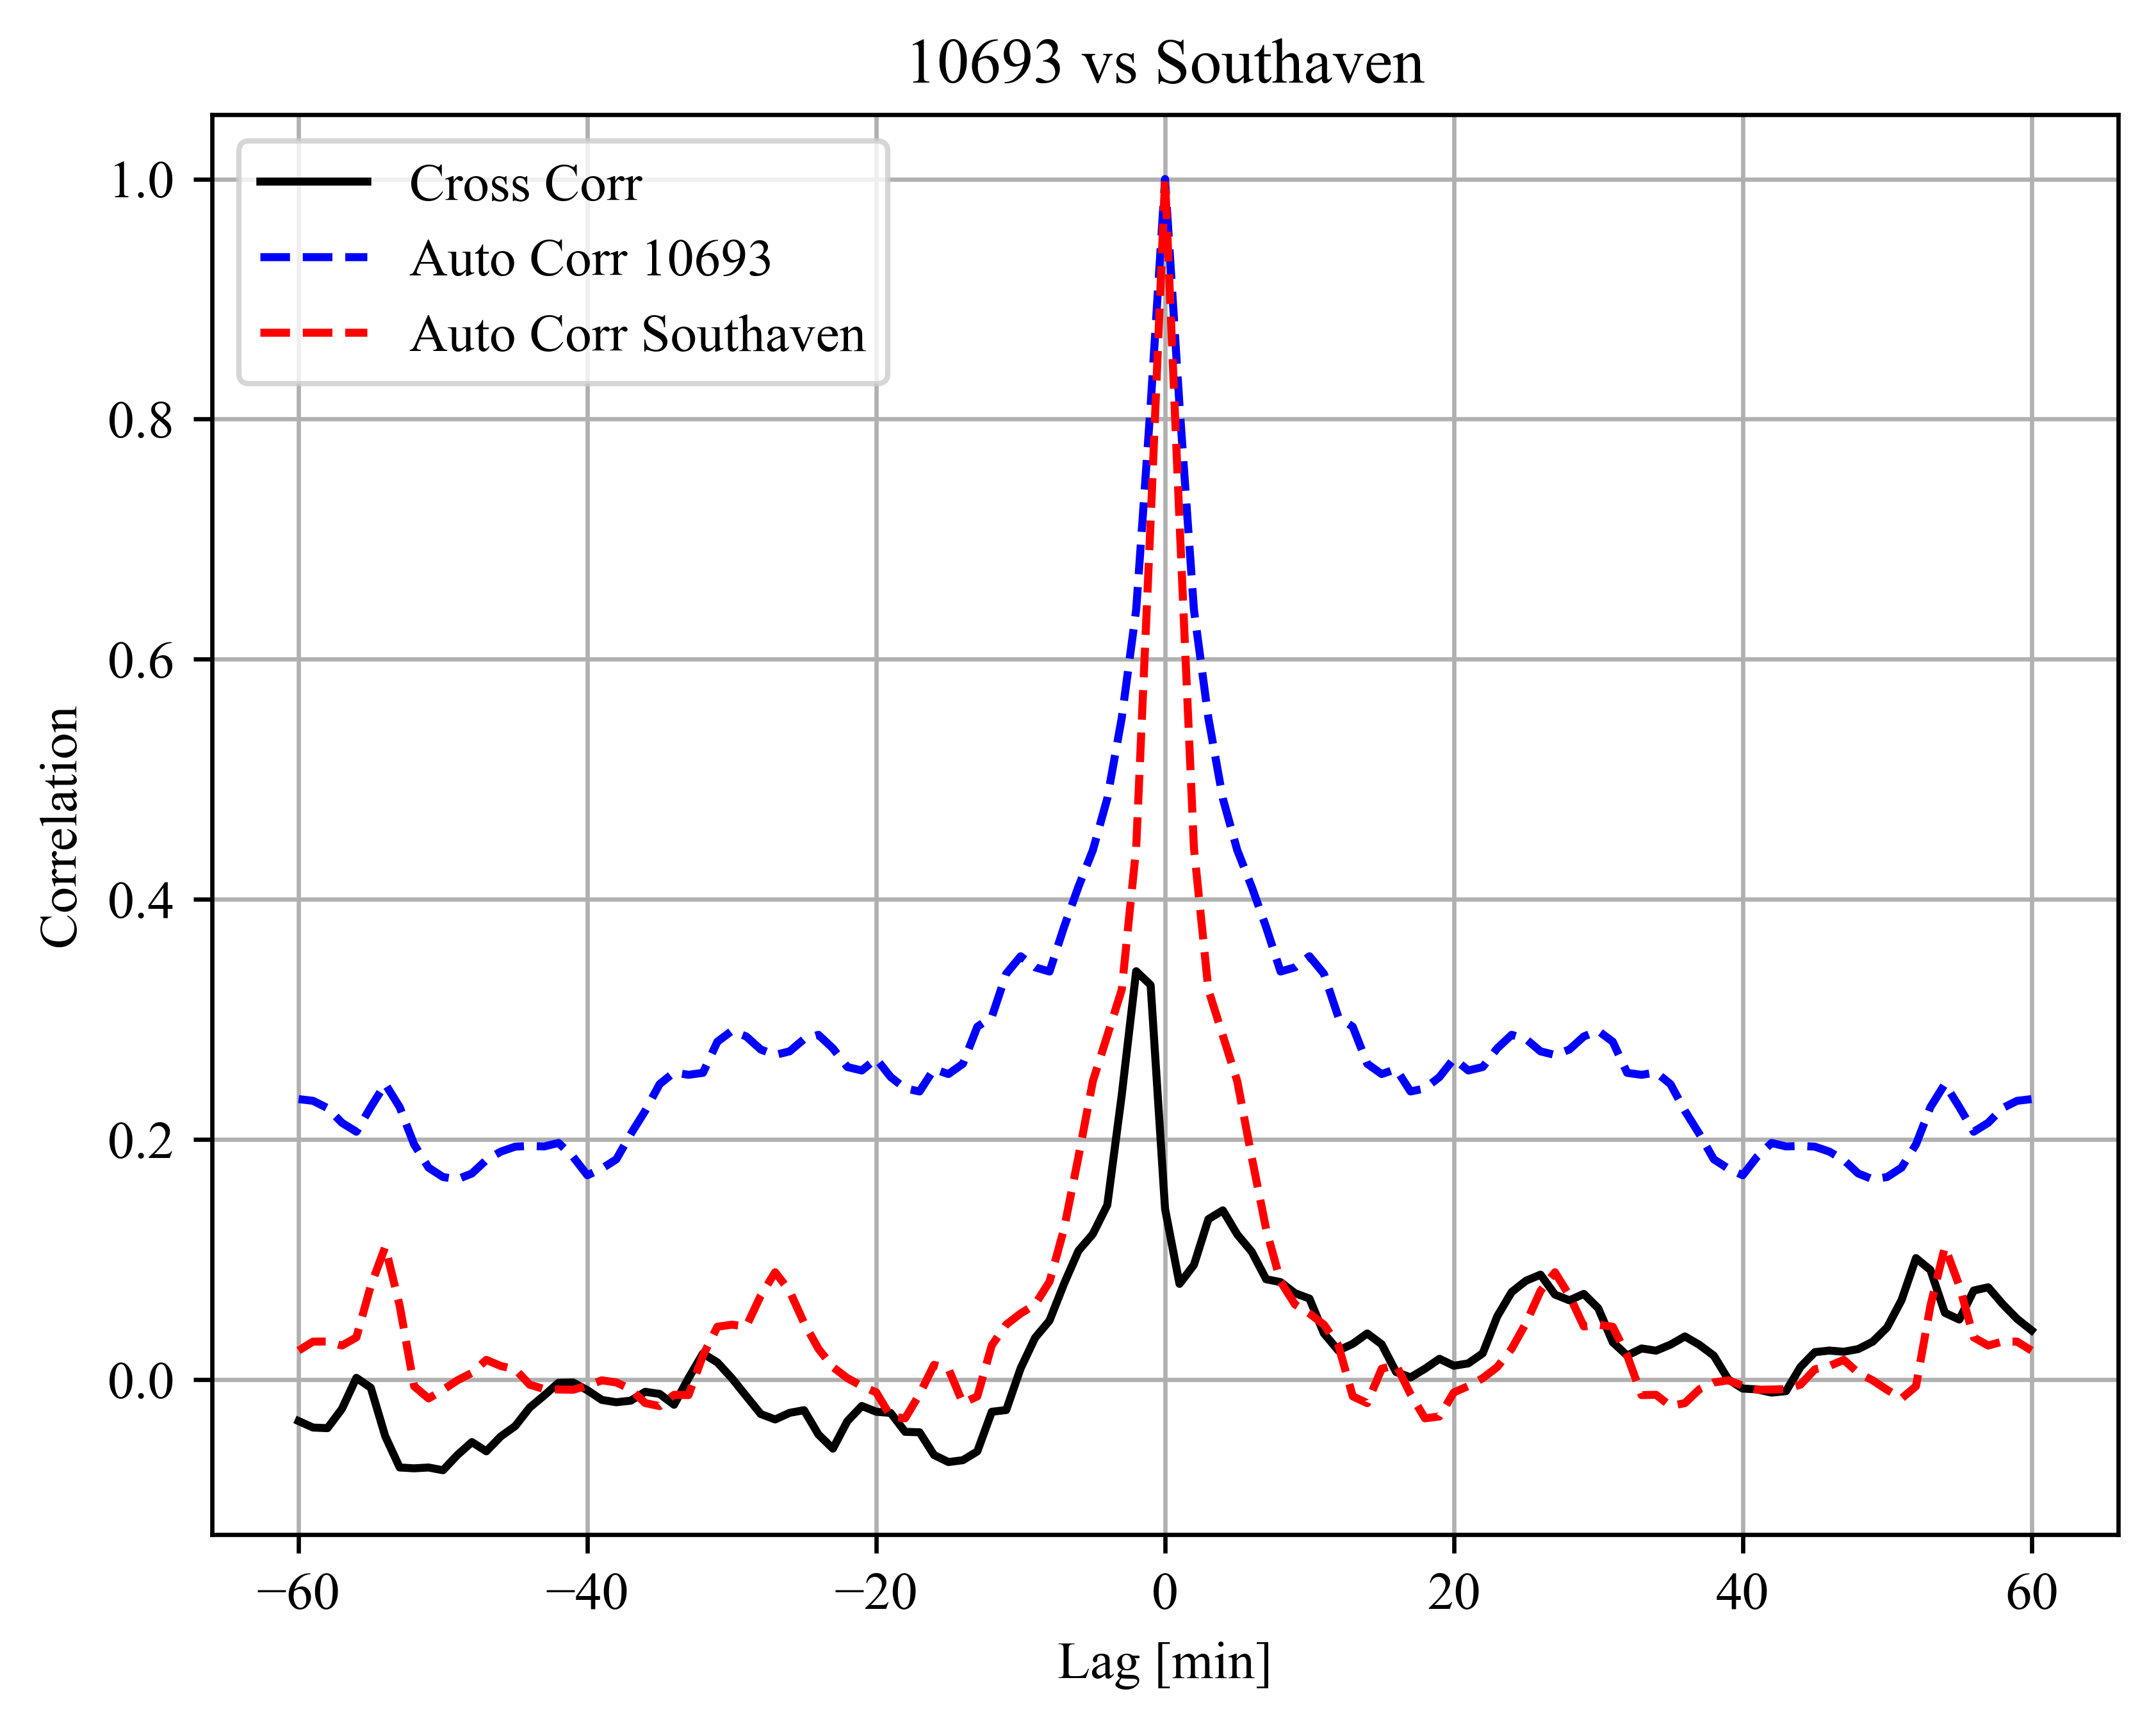 10693 vs Southaven
Cross Corr
Auto Corr 10693
Auto Corr Southaven
1.0
0.8
0.6
0.4
0.2
0.0
Correlation
−60
−40
−20
0
20
40
60
Lag [min]